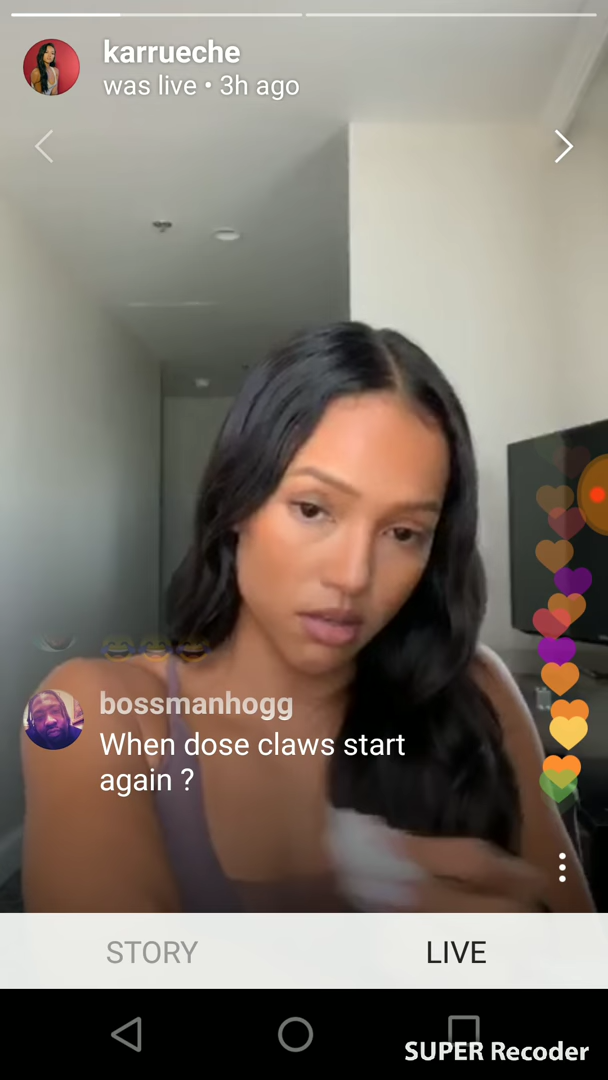 karrueche
was live • 3h ago
bossmanhogg
When dose claws start
again ?
STORY
LIVE
SUPER Recoder